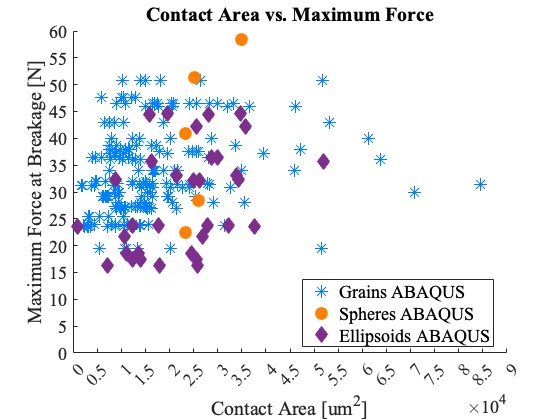 Contact Area vs. Maximum Force
Maximum Force at Breakage [N]
60
55
50
45
40
35
30
25
20
15
10
5
0
Grains ABAQUS
Spheres ABAQUS
Ellipsoids ABAQUS
0 0.5 1 1.5 2 2.5 3 3.5 4 4.5 5 5.5 6 6.5 7 7.5 8 8.5 9
×10⁴
Contact Area [um²]